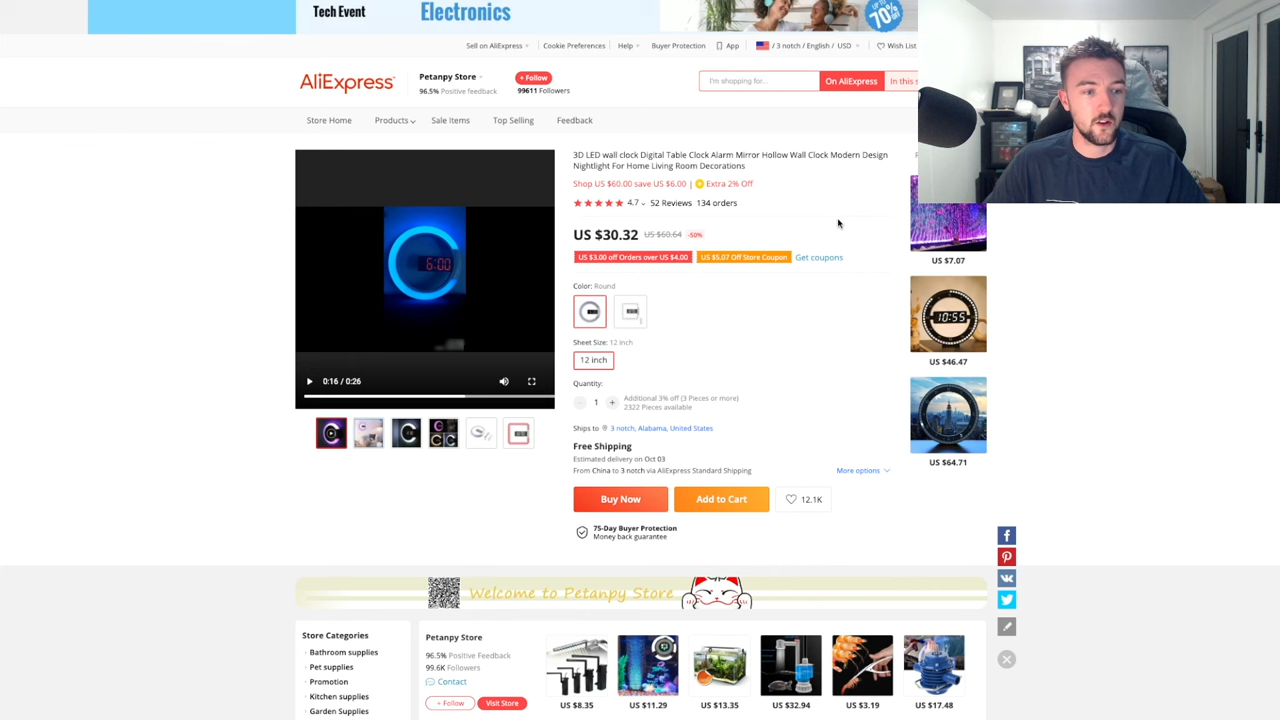 Tech Event
Electronics
UP TO
70%
OFF
Sell on AliExpress
Cookie Preferences
Help
Buyer Protection
App
/ 3 notch / English / USD
Wish List
AliExpress
Petanpy Store
96.5% Positive feedback
+ Follow
99611 Followers
I'm shopping for...
On AliExpress
In this s
Store Home
Products
Sale Items
Top Selling
Feedback
3D LED wall clock Digital Table Clock Alarm Mirror Hollow Wall Clock Modern Design
Nightlight For Home Living Room Decorations
Shop US $60.00 save US $6.00 | Extra 2% Off
4.7 52 Reviews 134 orders
US $30.32 US $60.64 -50%
US $3.00 off Orders over US $4.00 US $5.07 Off Store Coupon Get coupons
Color: Round
Sheet Size: 12 Inch
12 inch
Quantity:
1
Additional 3% off (3 Pieces or more)
2322 Pieces available
Ships to 3 notch, Alabama, United States
Free Shipping
Estimated delivery on Oct 03
From China to 3 notch via AliExpress Standard Shipping
More options
Buy Now
Add to Cart
12.1K
75-Day Buyer Protection
Money back guarantee
6:00
0:16 / 0:26
US $7.07
10:55
US $46.47
US $64.71
Welcome to Petanpy Store
Store Categories
Bathroom supplies
Pet supplies
Promotion
Kitchen supplies
Garden Supplies
Petanpy Store
96.5% Positive Feedback
99.6K Followers
Contact
+ Follow
Visit Store
US $8.35
US $11.29
US $13.35
US $32.94
US $3.19
US $17.48